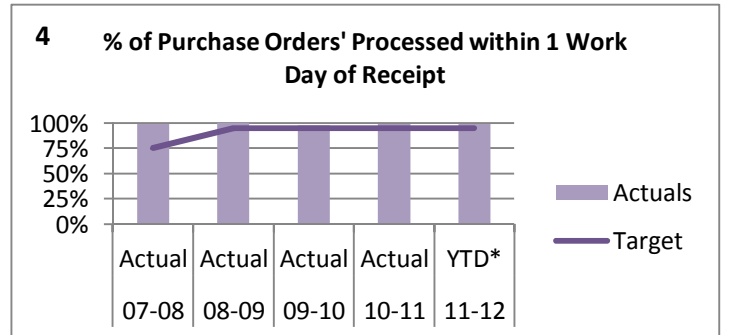 4
% of Purchase Orders' Processed within 1 Work
Day of Receipt
100%
75%
50%
25%
0%
Actuals
Target
Actual Actual Actual Actual YTD*
07-08 08-09 09-10 10-11 11-12